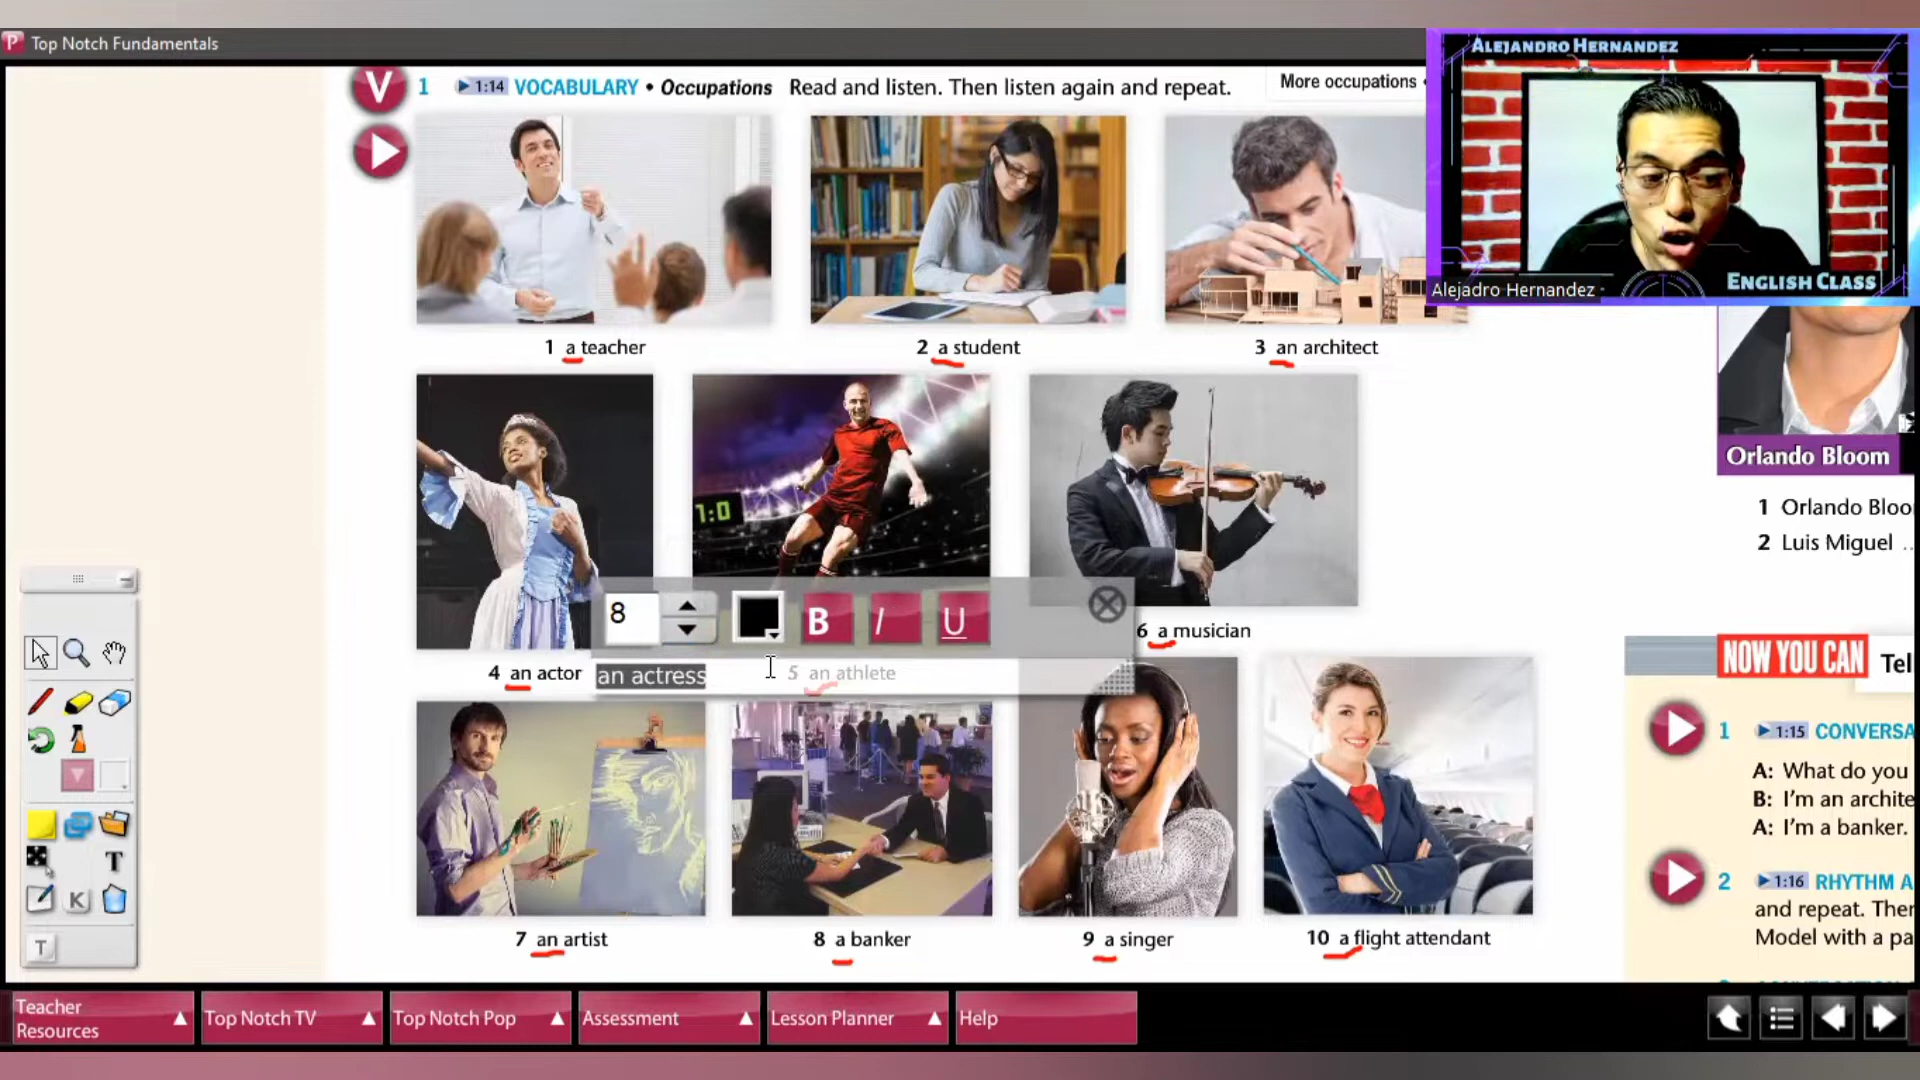 Top Notch Fundamentals
V
1 1:14 VOCABULARY • Occupations Read and listen. Then listen again and repeat.
More occupations
ALEJANDRO HERNANDEZ
ENGLISH CLASS
Alejadro Hernandez
1 a teacher
2 a student
3 an architect
1:0
Orlando Bloom
1 Orlando Bloo
2 Luis Miguel ..
8
B I U
4 an actor an actress
5 an athlete
6 a musician
7 an artist
8 a banker
9 a singer
10 a flight attendant
NOW YOU CAN Tel
1 1:15 CONVERSA
A: What do you
B: I'm an archite
A: I'm a banker.
2 1:16 RHYTHM A
and repeat. Ther
Model with a pa
T
K
T
Teacher
Resources
Top Notch TV
Top Notch Pop
Assessment
Lesson Planner
Help